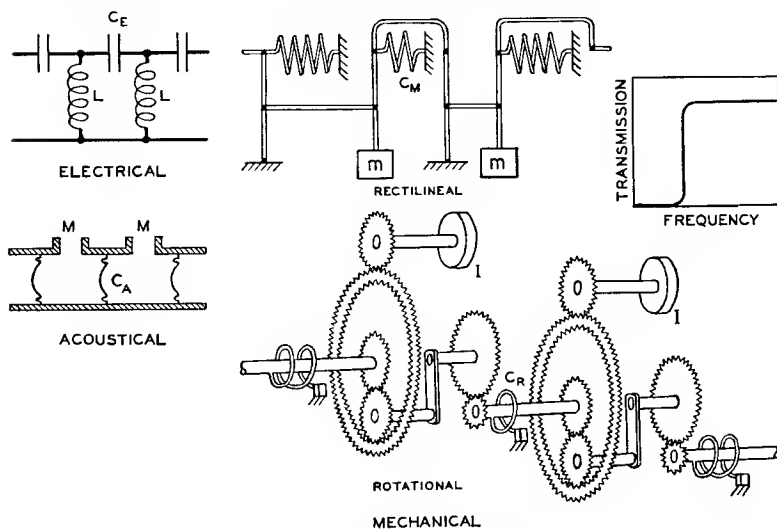 C_E
L
L
ELECTRICAL
C_M
m
m
RECTILINEAL
TRANSMISSION
FREQUENCY
M
M
C_A
ACOUSTICAL
I
I
C_R
ROTATIONAL
MECHANICAL